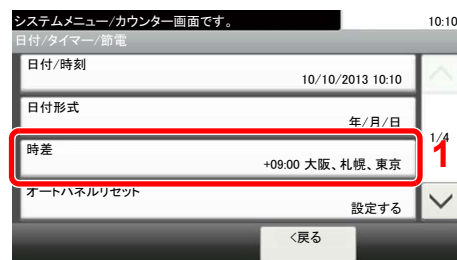 システムメニュー/カウンター画面です。
10:10
日付/タイマー/節電
日付/時刻
10/10/2013 10:10
日付形式
年/月/日
1/4
時差
+09:00 大阪、札幌、東京
1
オートパネルリセット
設定する
<戻る